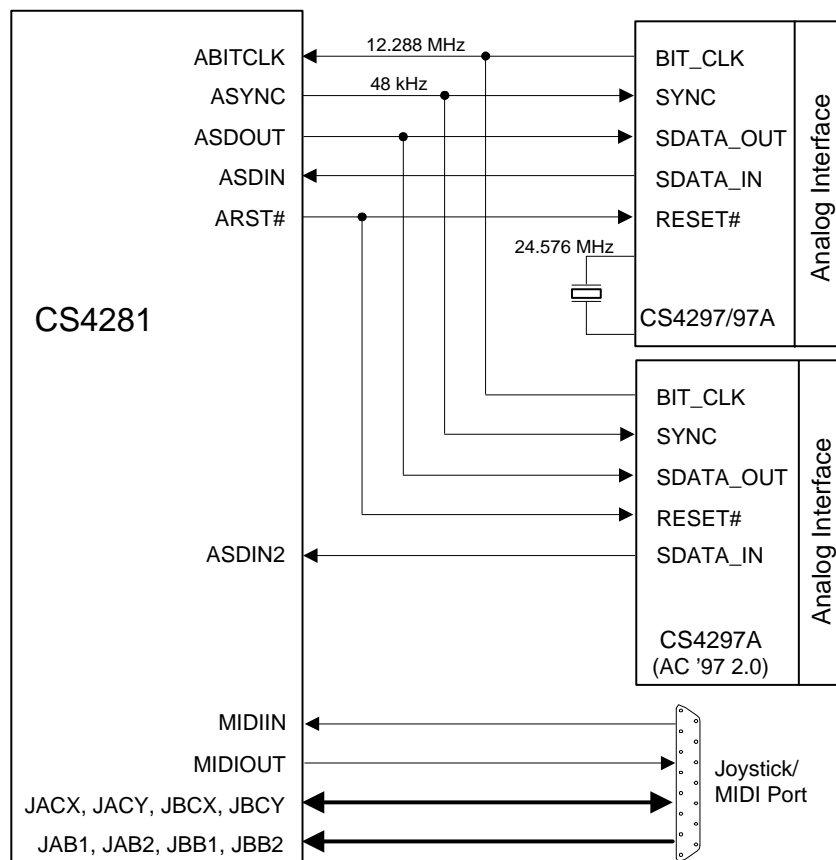 ABITCLK
ASYNC
ASDOUT
ASDIN
ARST#
CS4281
ASDIN2
MIDIIN
MIDIOUT
JACX, JACY, JBCX, JBCY
JAB1, JAB2, JBB1, JBB2
12.288 MHz
48 kHz
24.576 MHz
BIT_CLK
SYNC
SDATA_OUT
SDATA_IN
RESET#
CS4297/97A
Analog Interface
BIT_CLK
SYNC
SDATA_OUT
RESET#
SDATA_IN
CS4297A
(AC '97 2.0)
Analog Interface
Joystick/
MIDI Port